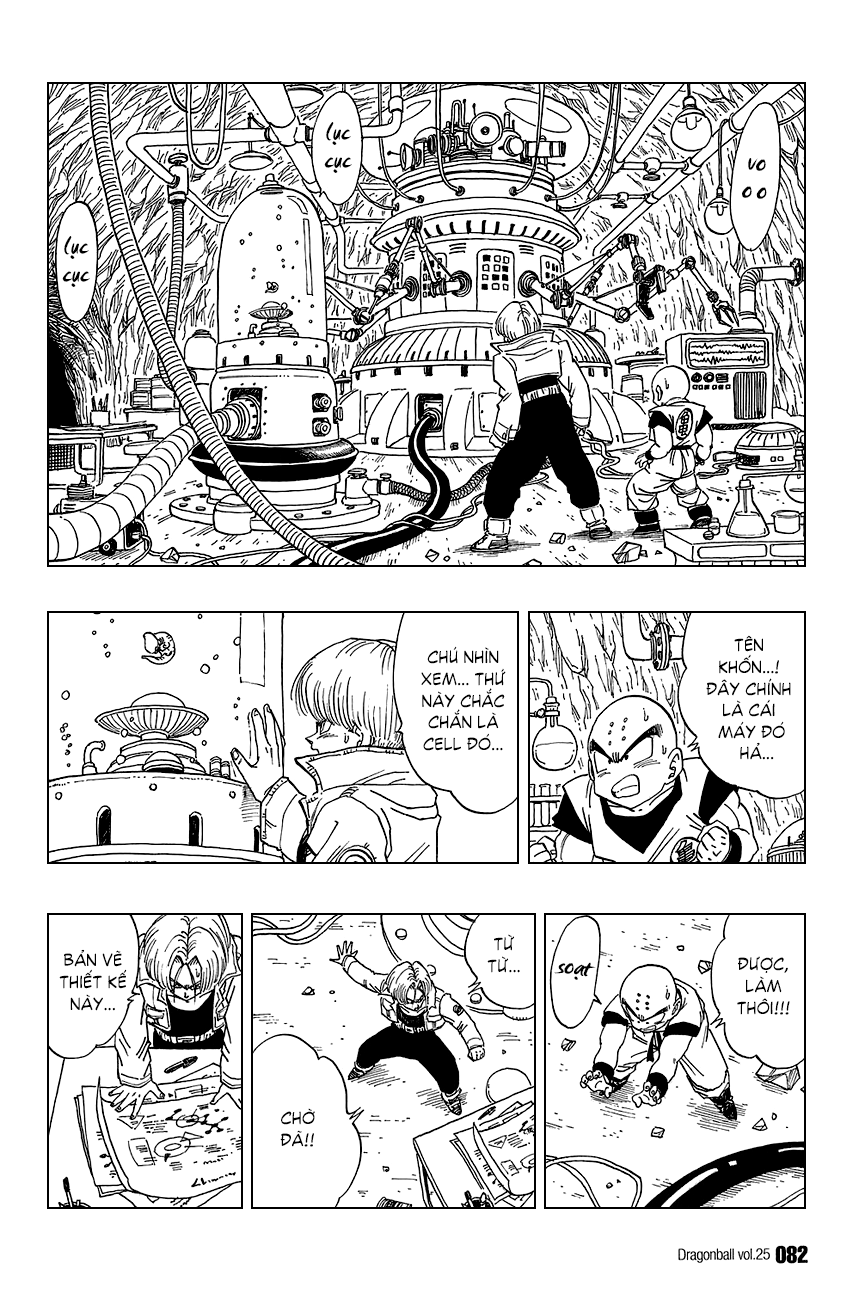 vo
o o
lục
cục
lục
cục
TÊN
KHỐN...!
ĐÂY CHÍNH
LÀ CÁI
MÁY ĐÓ
HẢ...
CHÚ NHÌN
XEM... THỨ
NÀY CHẮC
CHẮN LÀ
CELL ĐÓ...
ĐƯỢC,
LÀM
THÔI!!!
soạt
TỪ
TỪ...
CHỜ
ĐÃ!!
BẢN VẼ
THIẾT KẾ
NÀY...
Dragonball vol.25 082